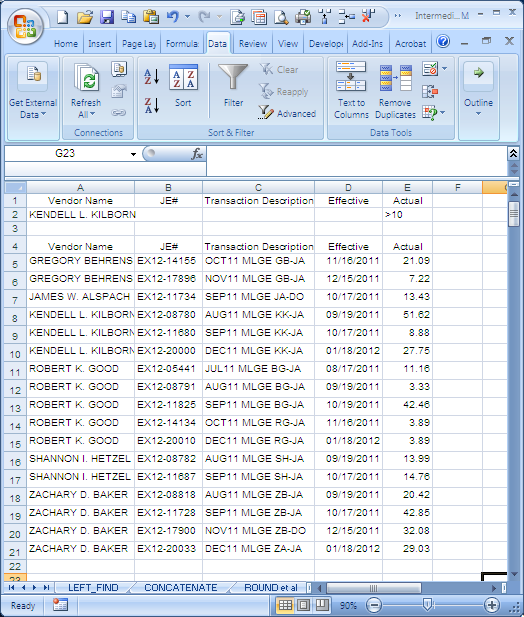 Intermedi... M
Home Insert Page Lay Formula Data Review View Develope Add-Ins Acrobat
Get External Data
Refresh All
Connections
Sort
Filter
Clear
Reapply
Advanced
Sort & Filter
Text to Columns
Remove Duplicates
Data Tools
Outline
G23 fx
A B C D E F
1 Vendor Name JE# Transaction Description Effective Actual
2 KENDELL L. KILBORN >10
3
4 Vendor Name JE# Transaction Description Effective Actual
5 GREGORY BEHRENS EX12-14155 OCT11 MLGE GB-JA 11/16/2011 21.09
6 GREGORY BEHRENS EX12-17896 NOV11 MLGE GB-JA 12/15/2011 7.22
7 JAMES W. ALSPACH EX12-11734 SEP11 MLGE JA-DO 10/17/2011 13.43
8 KENDELL L. KILBORN EX12-08780 AUG11 MLGE KK-JA 09/19/2011 51.62
9 KENDELL L. KILBORN EX12-11680 SEP11 MLGE KK-JA 10/17/2011 8.88
10 KENDELL L. KILBORN EX12-20000 DEC11 MLGE KK-JA 01/18/2012 27.75
11 ROBERT K. GOOD EX12-05441 JUL11 MLGE BG-JA 08/17/2011 11.16
12 ROBERT K. GOOD EX12-08791 AUG11 MLGE BG-JA 09/19/2011 3.33
13 ROBERT K. GOOD EX12-11825 SEP11 MLGE BG-JA 10/19/2011 42.46
14 ROBERT K. GOOD EX12-14134 OCT11 MLGE RG-JA 11/16/2011 3.89
15 ROBERT K. GOOD EX12-20010 DEC11 MLGE RG-JA 01/18/2012 3.89
16 SHANNON I. HETZEL EX12-08782 AUG11 MLGE SH-JA 09/19/2011 13.99
17 SHANNON I. HETZEL EX12-11687 SEP11 MLGE SH-JA 10/17/2011 14.76
18 ZACHARY D. BAKER EX12-08818 AUG11 MLGE ZB-JA 09/19/2011 20.42
19 ZACHARY D. BAKER EX12-11728 SEP11 MLGE ZB-JA 10/17/2011 42.85
20 ZACHARY D. BAKER EX12-17900 NOV11 MLGE ZB-DO 12/15/2011 32.08
21 ZACHARY D. BAKER EX12-20033 DEC11 MLGE ZA-JA 01/18/2012 29.03
22
23
LEFT_FIND CONCATENATE ROUND et al
Ready 90%